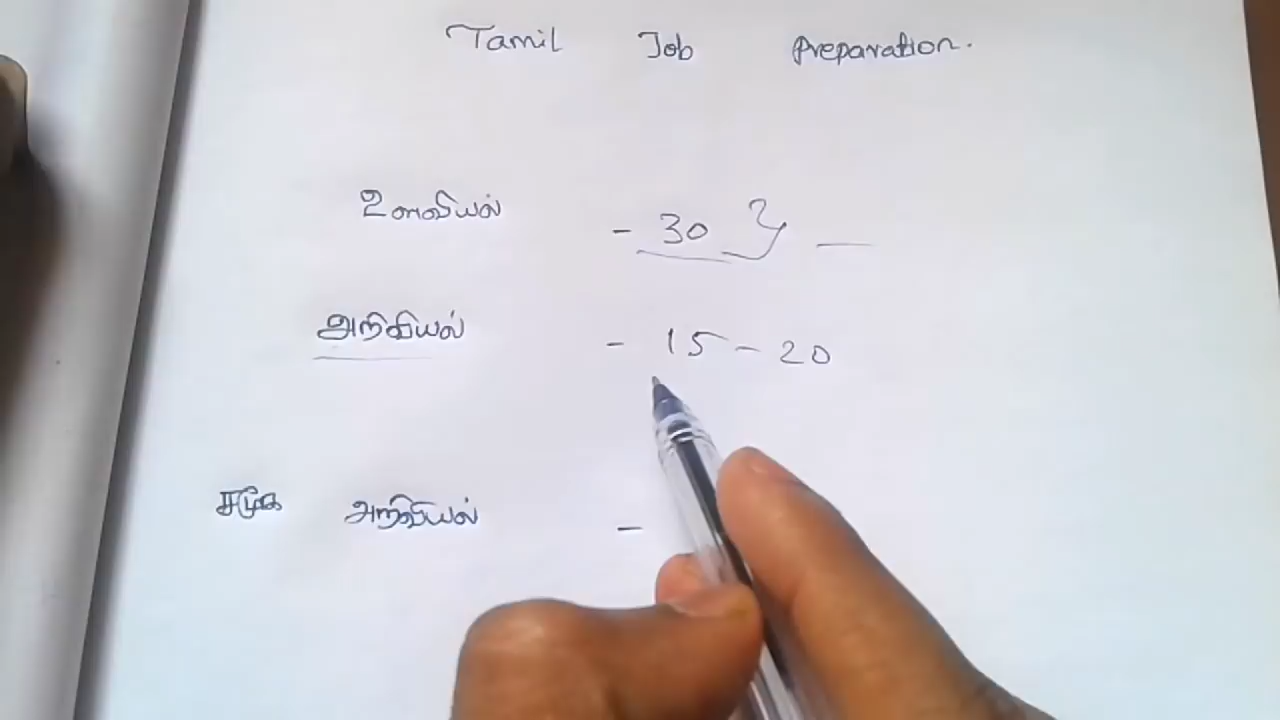 Tamil Job Preparation.
உளவியல் - 30 } —
அறிவியல் - 15 - 20
சமூக அறிவியல் -